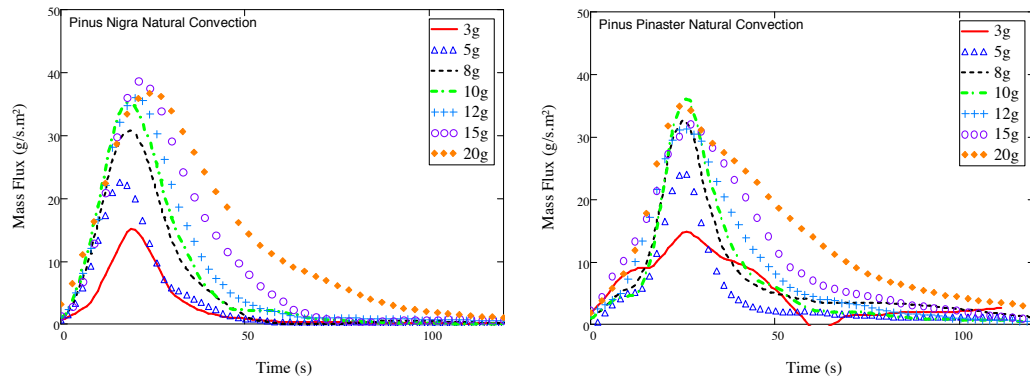 Pinus Nigra Natural Convection
50
40
30
20
10
0
0
50
100
Mass Flux (g/s.m²)
Time (s)
3g
5g
8g
10g
12g
15g
20g
Pinus Pinaster Natural Convection
50
40
30
20
10
0
0
50
100
Mass Flux (g/s.m²)
Time (s)
3g
5g
8g
10g
12g
15g
20g